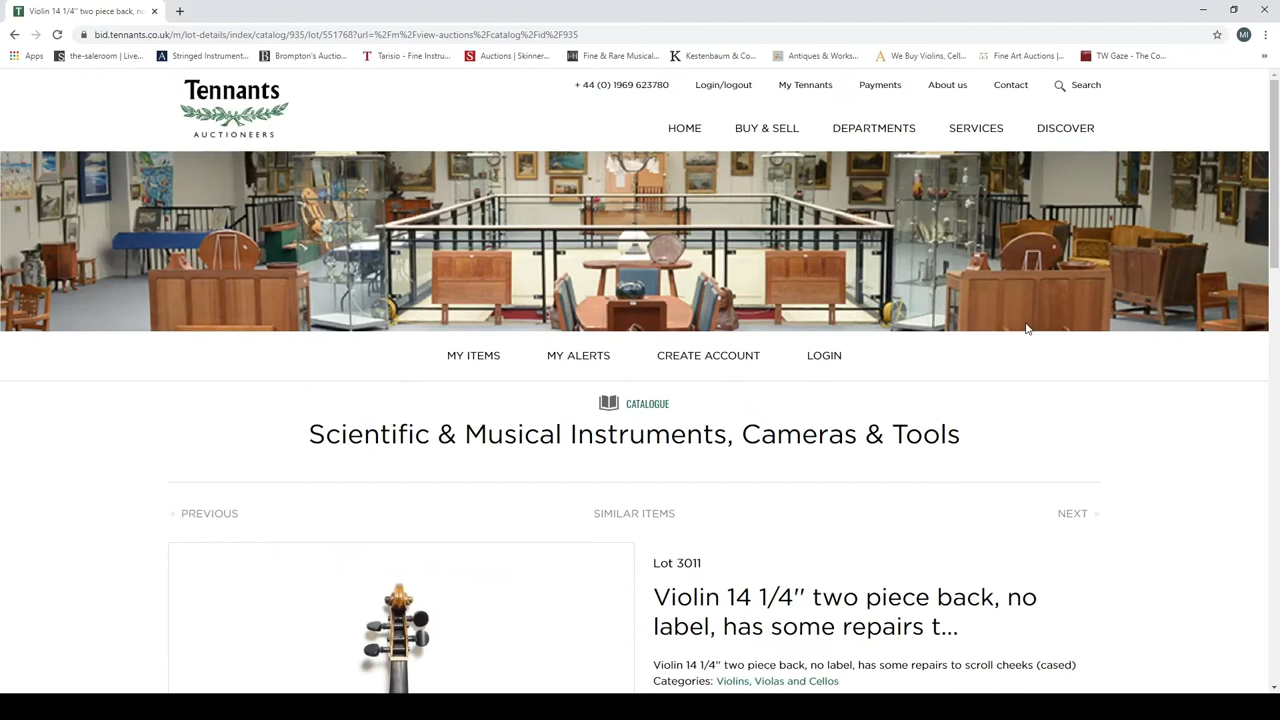 Violin 14 1/4'' two piece back, no
bid.tennants.co.uk/m/lot-details/index/catalog/935/lot/551768?url=%2Fm%2Fview-auctions%2Fcatalog%2Fid%2F935
MI
Apps
the-saleroom | Live...
Stringed Instrument...
Brompton's Auctio...
Tarisio - Fine Instru...
Auctions | Skinner...
Fine & Rare Musical...
Kestenbaum & Co...
Antiques & Works...
We Buy Violins, Cell...
Fine Art Auctions |...
TW Gaze - The Co...
»
Tennants
AUCTIONEERS
+ 44 (0) 1969 623780
Login/logout
My Tennants
Payments
About us
Contact
Search
HOME
BUY & SELL
DEPARTMENTS
SERVICES
DISCOVER
MY ITEMS
MY ALERTS
CREATE ACCOUNT
LOGIN
CATALOGUE
Scientific & Musical Instruments, Cameras & Tools
PREVIOUS
SIMILAR ITEMS
NEXT
Lot 3011
Violin 14 1/4'' two piece back, no
label, has some repairs t...
Violin 14 1/4'' two piece back, no label, has some repairs to scroll cheeks (cased)
Categories: Violins, Violas and Cellos